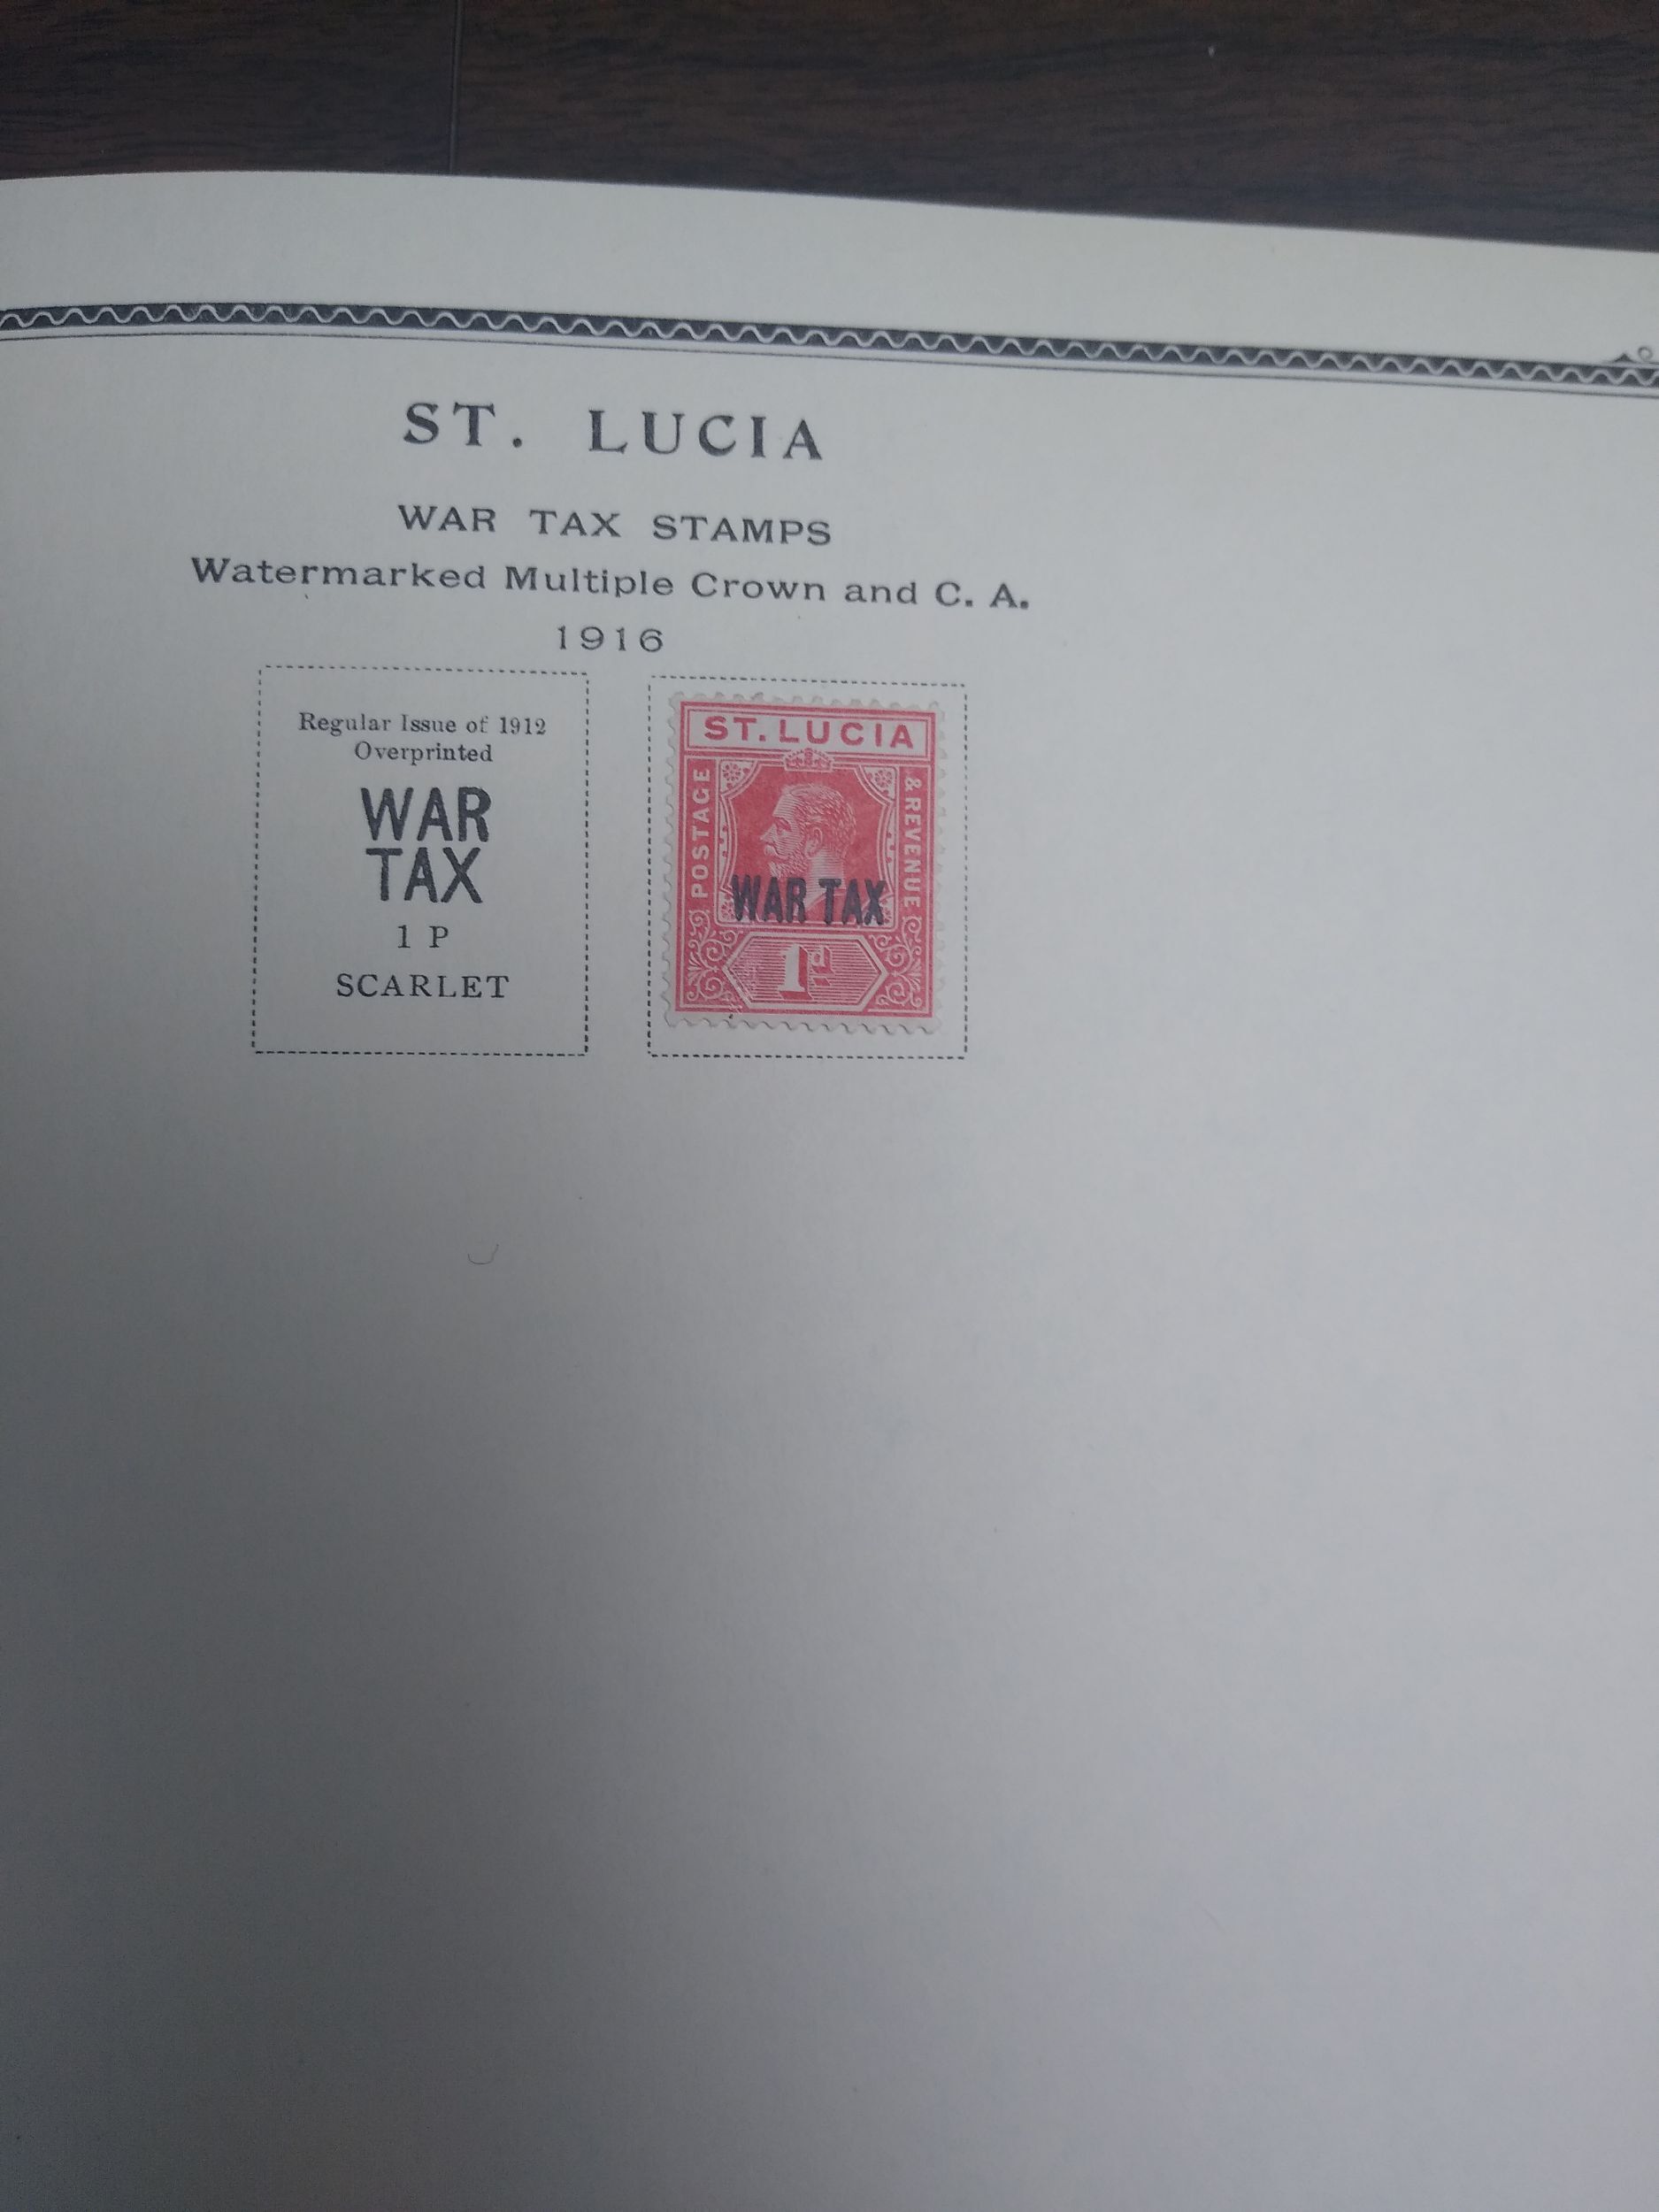 ST. LUCIA
WAR TAX STAMPS
Watermarked Multiple Crown and C. A.
1916
Regular Issue of 1912
Overprinted
WAR
TAX
1 P
SCARLET
ST. LUCIA
POSTAGE
& REVENUE
WAR TAX
1d